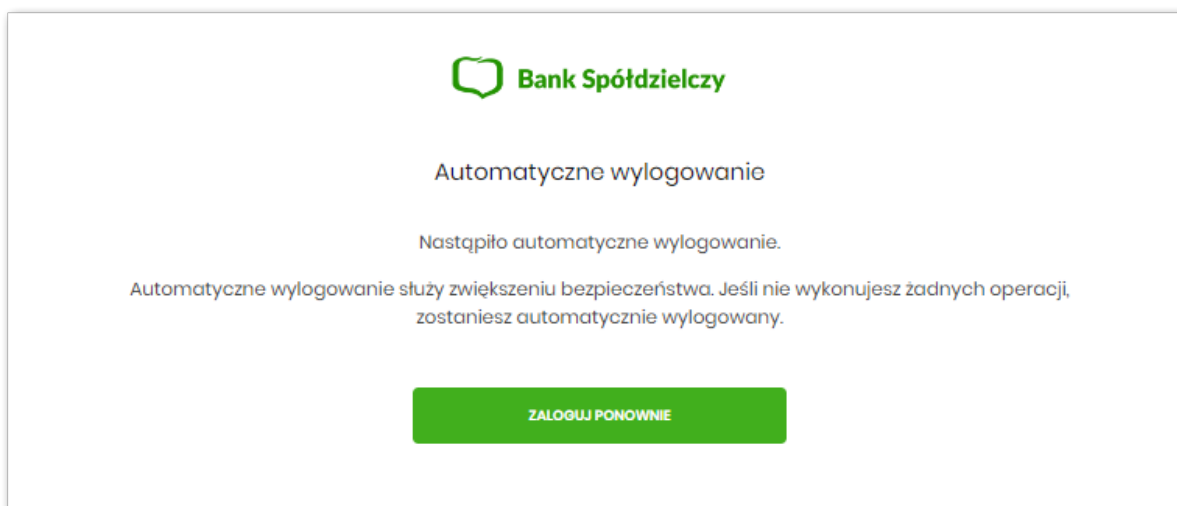 Bank Spółdzielczy
Automatyczne wylogowanie
Nastąpiło automatyczne wylogowanie.
Automatyczne wylogowanie służy zwiększeniu bezpieczeństwa. Jeśli nie wykonujesz żadnych operacji,
zostaniesz automatycznie wylogowany.
ZALOGUJ PONOWNIE